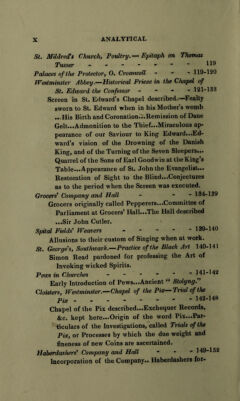 X ANALYTICAL
St. Mildred's Church, Poultry.—Epitaph on Thomas
Tusser - - - - - - 119
Palaces of the Protector, O. Cromwell - - - 119-120
Westminster Abbey.—Historical Frieze in the Chapel of
St. Edward the Confessor - - - - 121-133
Screen in St. Edward's Chapel described.—Fealty
sworn to St. Edward when in his Mother's womb
...His Birth and Coronation...Remission of Dane
Gelt...Admonition to the Thief...Miraculous ap-
pearance of our Saviour to King Edward...Ed-
ward's vision of the Drowning of the Danish
King, and of the Turning of the Seven Sleepers...
Quarrel of the Sons of Earl Goodwin at the King's
Table...Appearance of St. John the Evangelist...
Restoration of Sight to the Blind...Conjectures
as to the period when the Screen was executed.
Grocers' Company and Hall - - - - 134-139
Grocers originally called Pepperers...Committee of
Parliament at Grocers' Hall...The Hall described
...Sir John Cutler.
Spital Fields' Weavers - - - - 139-140
Allusions to their custom of Singing when at work.
St. George's, Southwark.—Practice of the Black Art 140-141
Simon Read pardoned for professing the Art of
Invoking wicked Spirits.
Pews in Churches - - - - - 141-142
Early Introduction of Pews...Ancient "Stolyng."
Cloisters, Westminster.—Chapel of the Pix—Trial of the
Pix - - - - - - - 142-148
Chapel of the Pix described...Exchequer Records,
&c. kept here...Origin of the word Pix...Par-
ticulars of the Investigations, called Trials of the
Pix, or Processes by which the due weight and
fineness of new Coins are ascertained.
Haberdashers' Company and Hall - - - 149-152
Incorporation of the Company.. Haberdashers for-